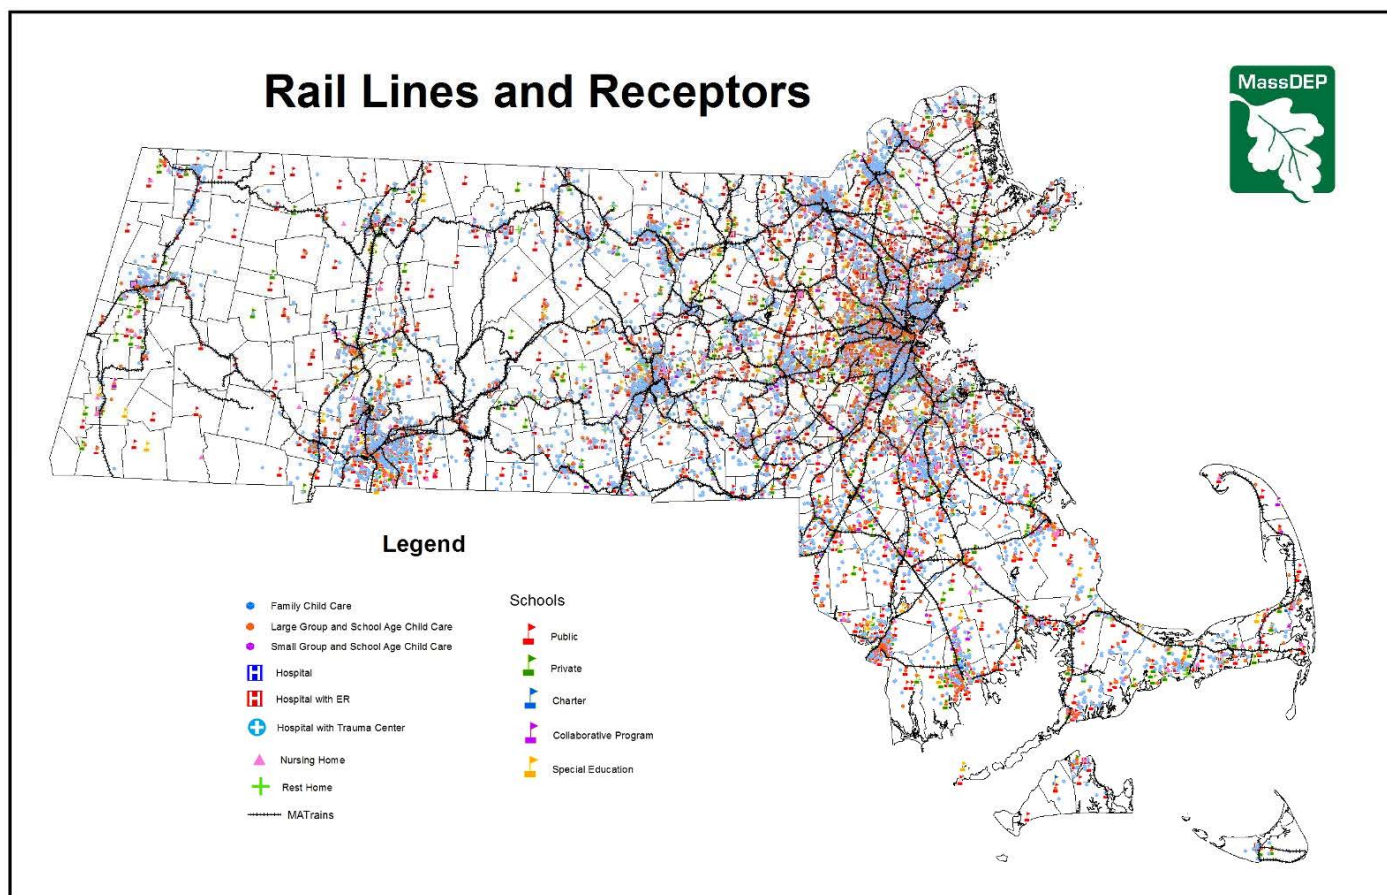 Rail Lines and Receptors
MassDEP
Legend
Family Child Care
Large Group and School Age Child Care
Small Group and School Age Child Care
H Hospital
H Hospital with ER
Hospital with Trauma Center
Nursing Home
Rest Home
MATrains
Schools
Public
Private
Charter
Collaborative Program
Special Education